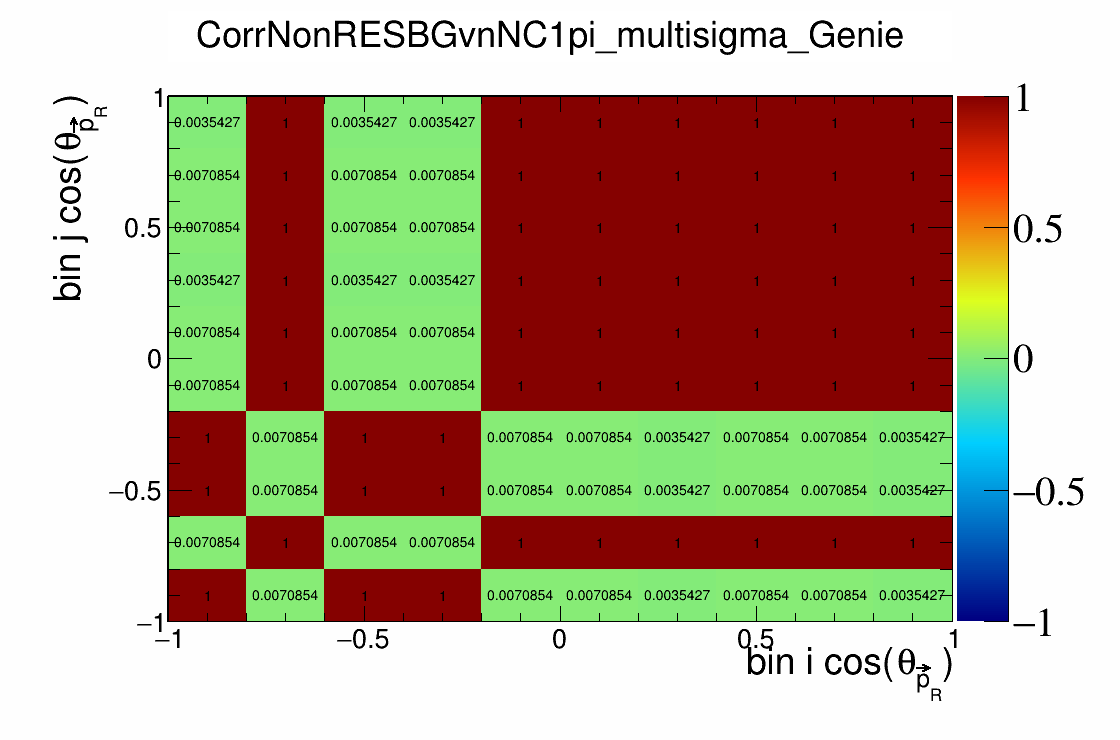 CorrNonRESBGvnNC1pi_multisigma_Genie
bin j cos(θp⃗R)
1
0.5
0
−0.5
−1
0.0035427 1 0.0035427 0.0035427 1 1 1 1 1 1
0.0070854 1 0.0070854 0.0070854 1 1 1 1 1 1
0.0070854 1 0.0070854 0.0070854 1 1 1 1 1 1
0.0035427 1 0.0035427 0.0035427 1 1 1 1 1 1
0.0070854 1 0.0070854 0.0070854 1 1 1 1 1 1
0.0070854 1 0.0070854 0.0070854 1 1 1 1 1 1
1 0.0070854 1 1 0.0070854 0.0070854 0.0035427 0.0070854 0.0070854 0.0035427
1 0.0070854 1 1 0.0070854 0.0070854 0.0035427 0.0070854 0.0070854 0.0035427
0.0070854 1 0.0070854 0.0070854 1 1 1 1 1 1
1 0.0070854 1 1 0.0070854 0.0070854 0.0035427 0.0070854 0.0070854 0.0035427
−1 −0.5 0 0.5 1
bin i cos(θp⃗R)
1
0.5
0
−0.5
−1